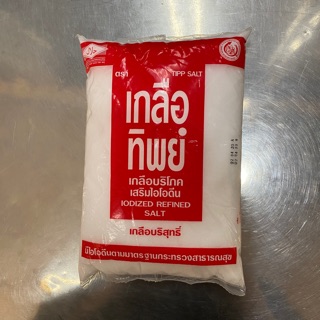 ตรา TIPP SALT
เกลือ
ทิพย์
เกลือบริโภค
เสริมไอโอดีน
IODIZED REFINED
SALT
เกลือบริสุทธิ์
มีไอโอดีนตามมาตรฐานกระทรวงสาธารณสุข